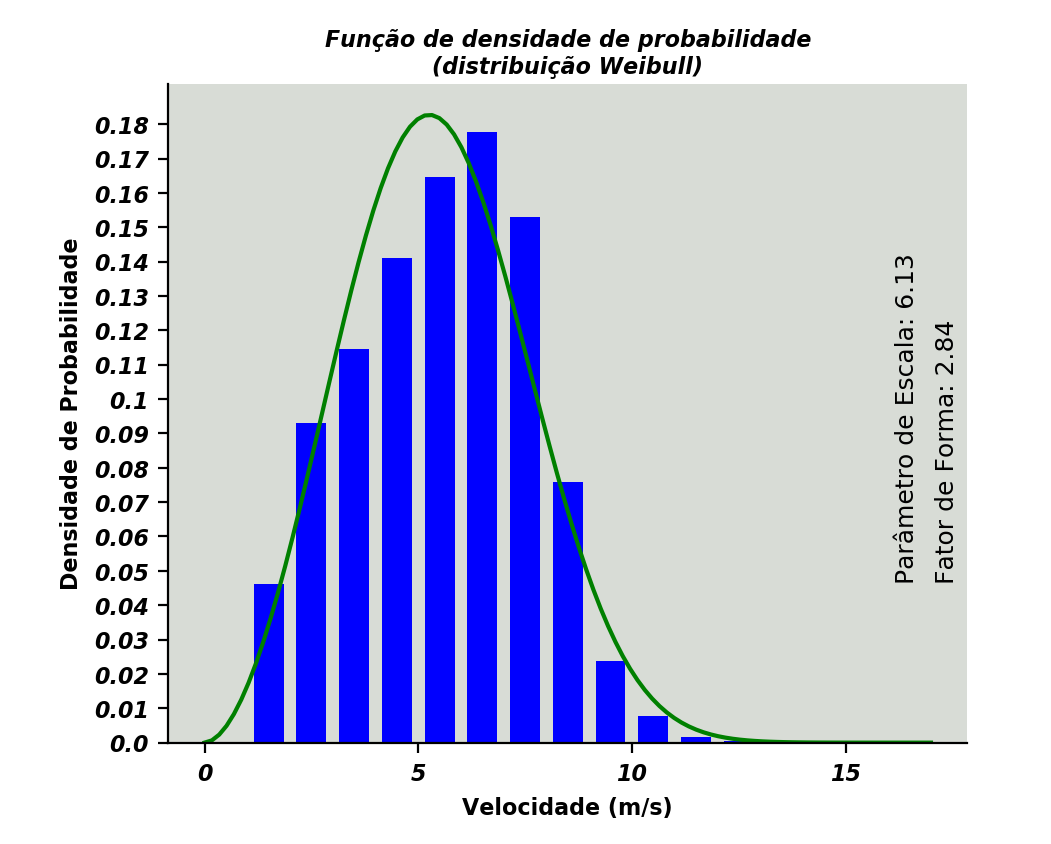 Função de densidade de probabilidade
(distribuição Weibull)
Densidade de Probabilidade
0.18
0.17
0.16
0.15
0.14
0.13
0.12
0.11
0.1
0.09
0.08
0.07
0.06
0.05
0.04
0.03
0.02
0.01
0.0
Parâmetro de Escala: 6.13
Fator de Forma: 2.84
0 5 10 15
Velocidade (m/s)